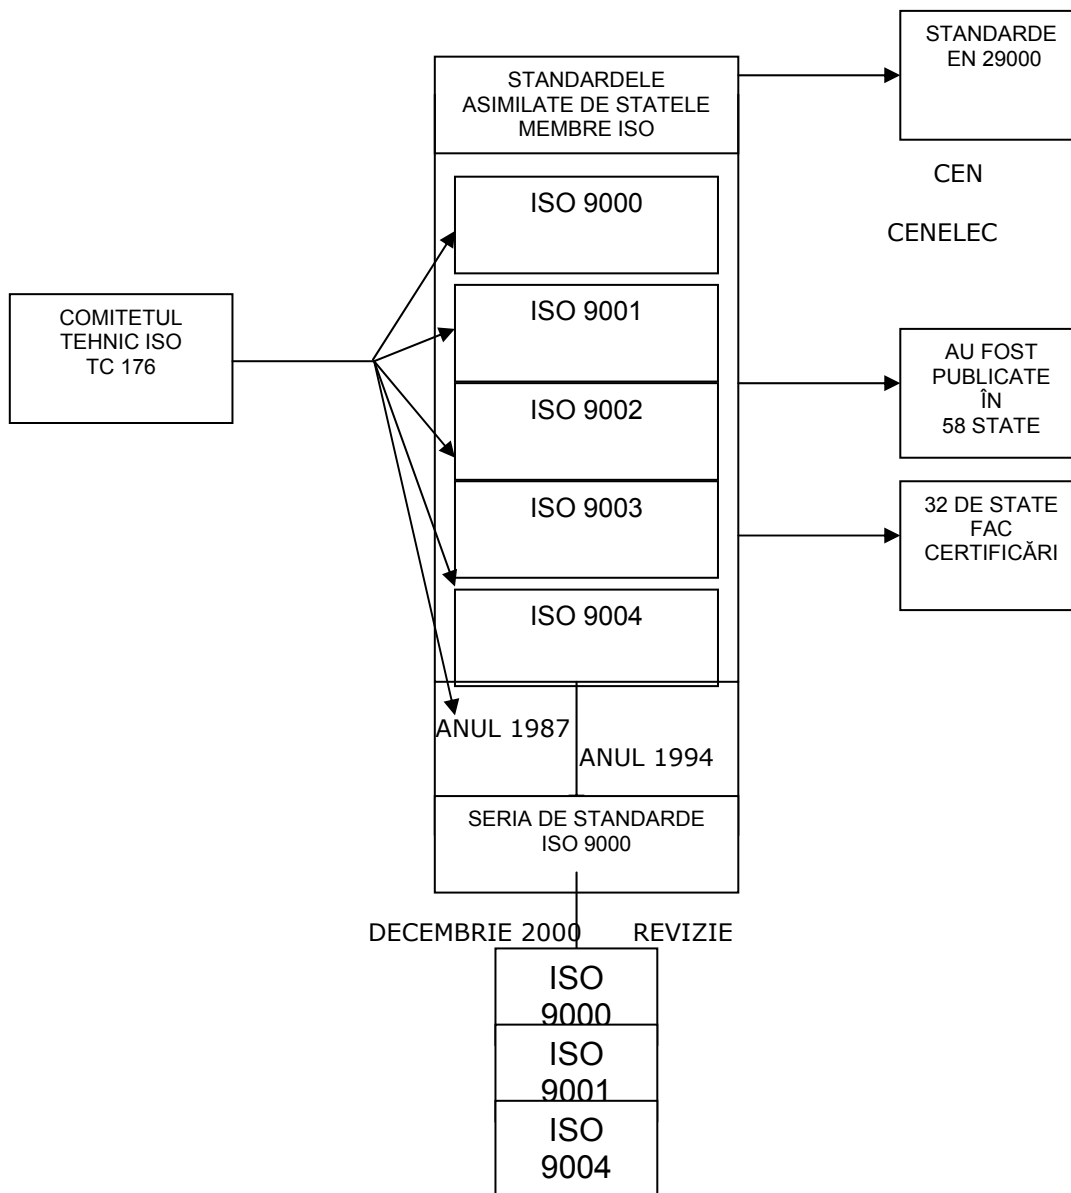 STANDARDE
EN 29000
STANDARDELE
ASIMILATE DE STATELE
MEMBRE ISO
CEN
CENELEC
ISO 9000
COMITETUL
TEHNIC ISO
TC 176
ISO 9001
AU FOST
PUBLICATE
ÎN
58 STATE
ISO 9002
ISO 9003
32 DE STATE
FAC
CERTIFICĂRI
ISO 9004
ANUL 1987
ANUL 1994
SERIA DE STANDARDE
ISO 9000
DECEMBRIE 2000 REVIZIE
ISO
9000
ISO
9001
ISO
9004